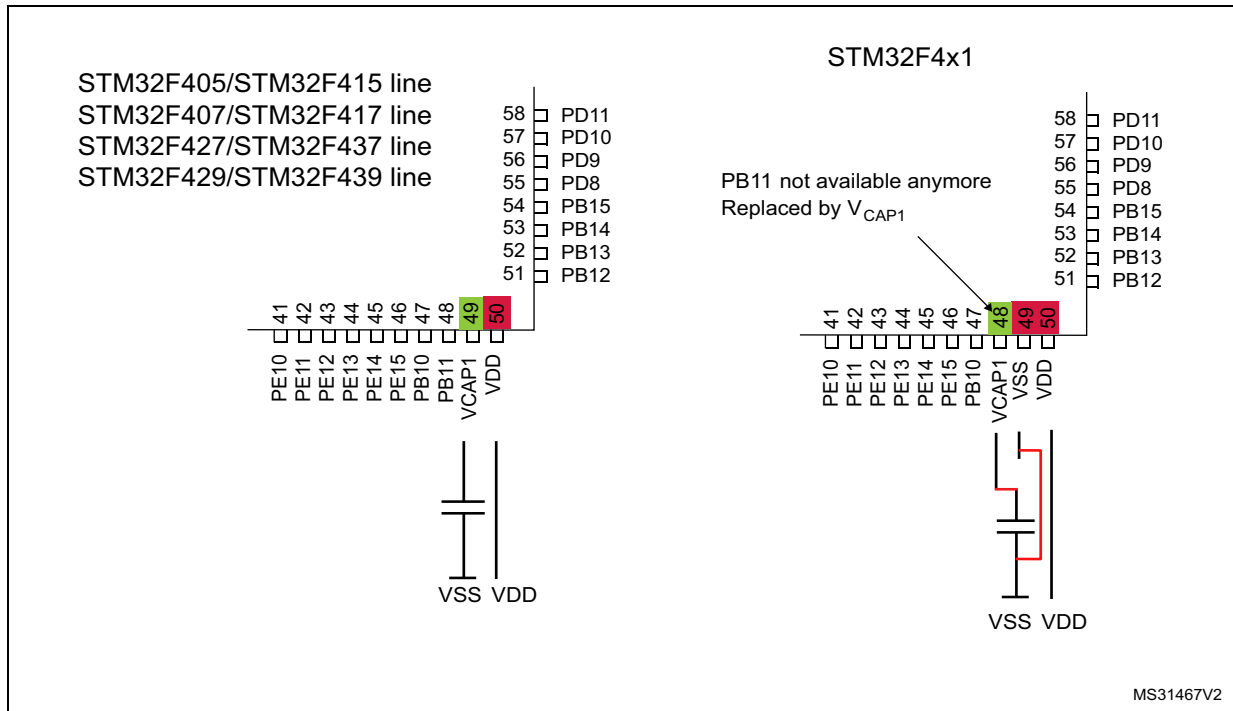 STM32F405/STM32F415 line
STM32F407/STM32F417 line
STM32F427/STM32F437 line
STM32F429/STM32F439 line
58 PD11
57 PD10
56 PD9
55 PD8
54 PB15
53 PB14
52 PB13
51 PB12
41 42 43 44 45 46 47 48 49 50
PE10 PE11 PE12 PE13 PE14 PE15 PB10 PB11 VCAP1 VDD
VSS VDD
STM32F4x1
58 PD11
57 PD10
56 PD9
55 PD8
54 PB15
53 PB14
52 PB13
51 PB12
PB11 not available anymore
Replaced by VCAP1
41 42 43 44 45 46 47 48 49 50
PE10 PE11 PE12 PE13 PE14 PE15 PB10 VCAP1 VSS VDD
VSS VDD
MS31467V2